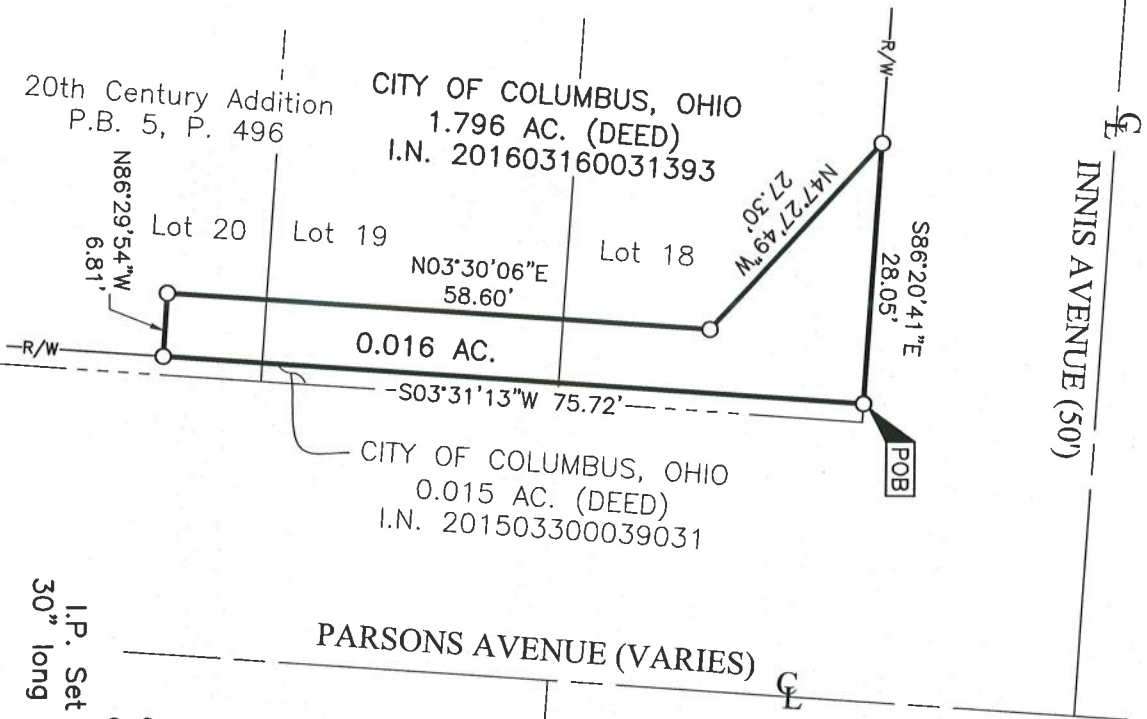 20th Century Addition
P.B. 5, P. 496
CITY OF COLUMBUS, OHIO
1.796 AC. (DEED)
I.N. 201603160031393
R/W
℄
INNIS AVENUE (50')
S86°20'41"E
28.05'
N47°27'49"W
27.30'
N86°29'54"W
6.81'
Lot 20
Lot 19
Lot 18
N03°30'06"E
58.60'
0.016 AC.
R/W
S03°31'13"W 75.72'
POB
CITY OF COLUMBUS, OHIO
0.015 AC. (DEED)
I.N. 201503300039031
PARSONS AVENUE (VARIES)
℄
I.P. Set
30" long